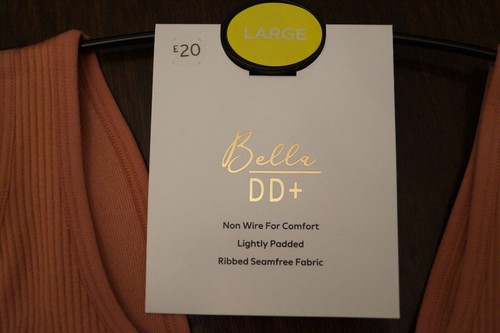 LARGE
£20
Bella
DD+
Non Wire For Comfort
Lightly Padded
Ribbed Seamfree Fabric